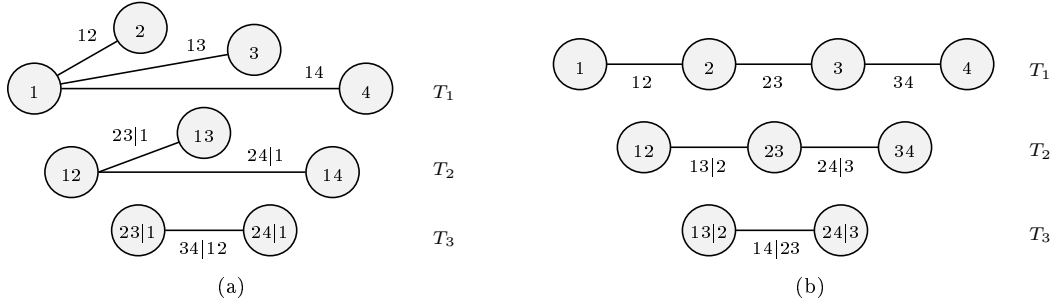 12 2 13 3 14 1 4 T1
23|1 13 24|1 12 14 T2
23|1 24|1 34|12 T3
(a)
1 2 3 4 12 23 34 T1
12 23 34 13|2 24|3 T2
13|2 24|3 14|23 T3
(b)